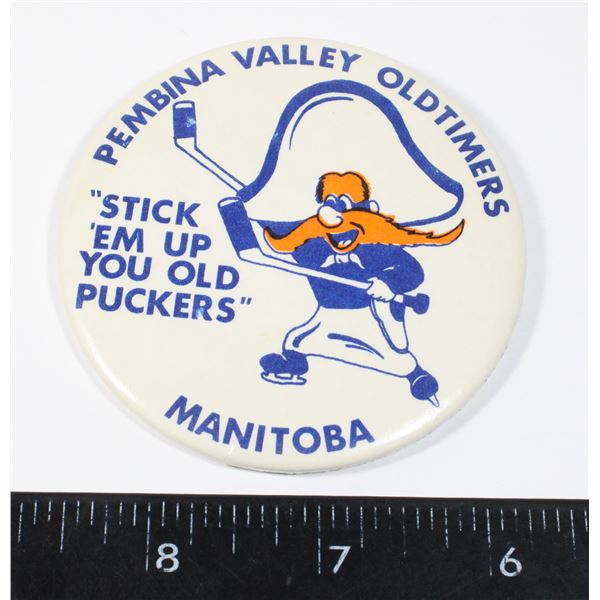 PEMBINA VALLEY OLDTIMERS
"STICK
'EM UP
YOU OLD
PUCKERS"
MANITOBA
8 7 6